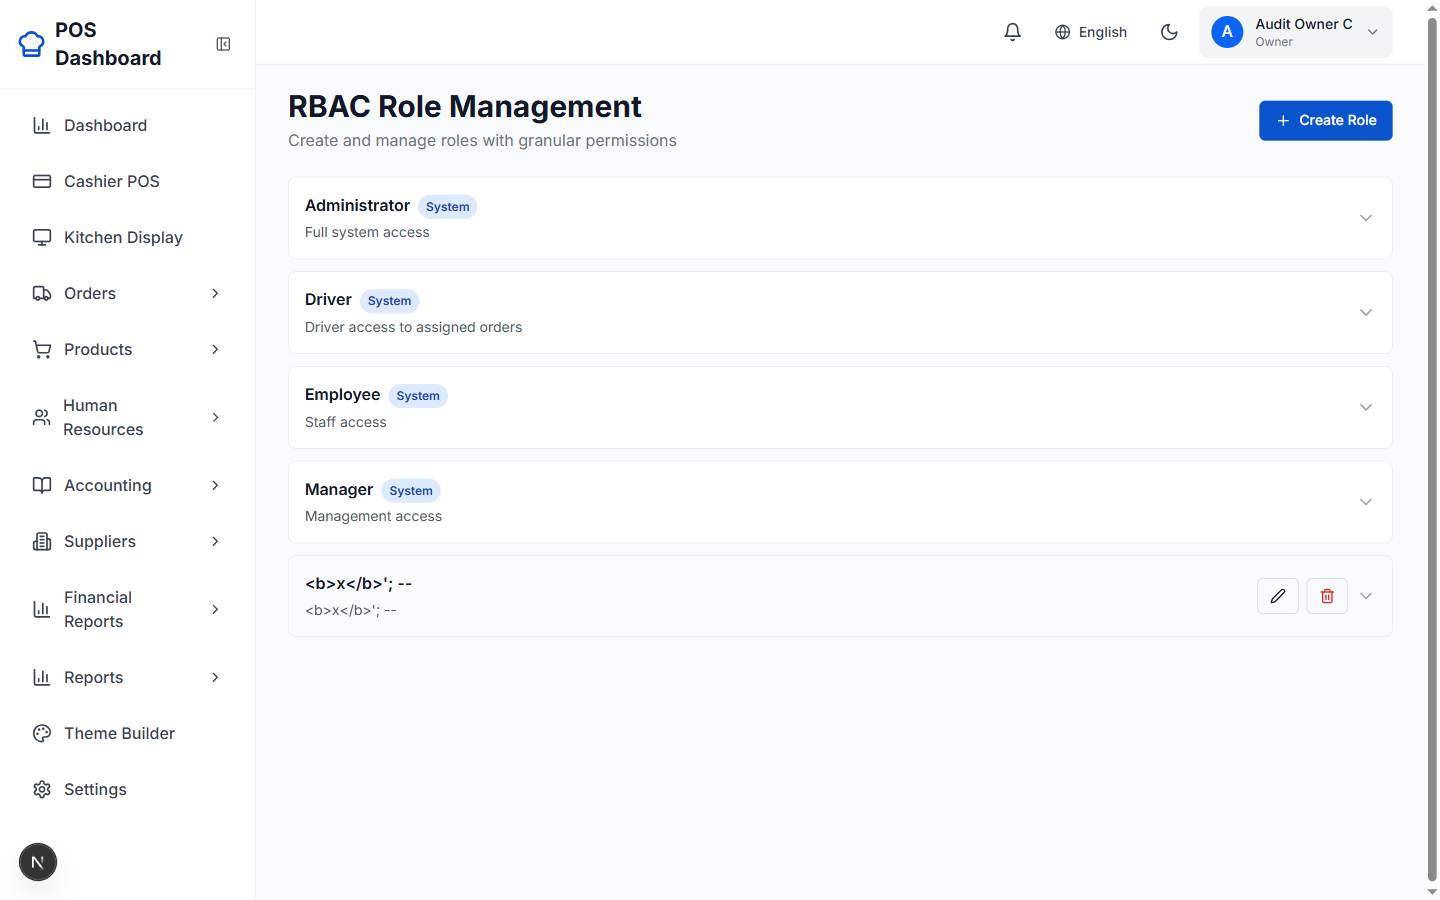 POS
Dashboard
Dashboard
Cashier POS
Kitchen Display
Orders
Products
Human
Resources
Accounting
Suppliers
Financial
Reports
Reports
Theme Builder
Settings
N
English
A
Audit Owner C
Owner
RBAC Role Management
Create and manage roles with granular permissions
Create Role
Administrator System
Full system access
Driver System
Driver access to assigned orders
Employee System
Staff access
Manager System
Management access
<b>x</b>'; --
<b>x</b>'; --